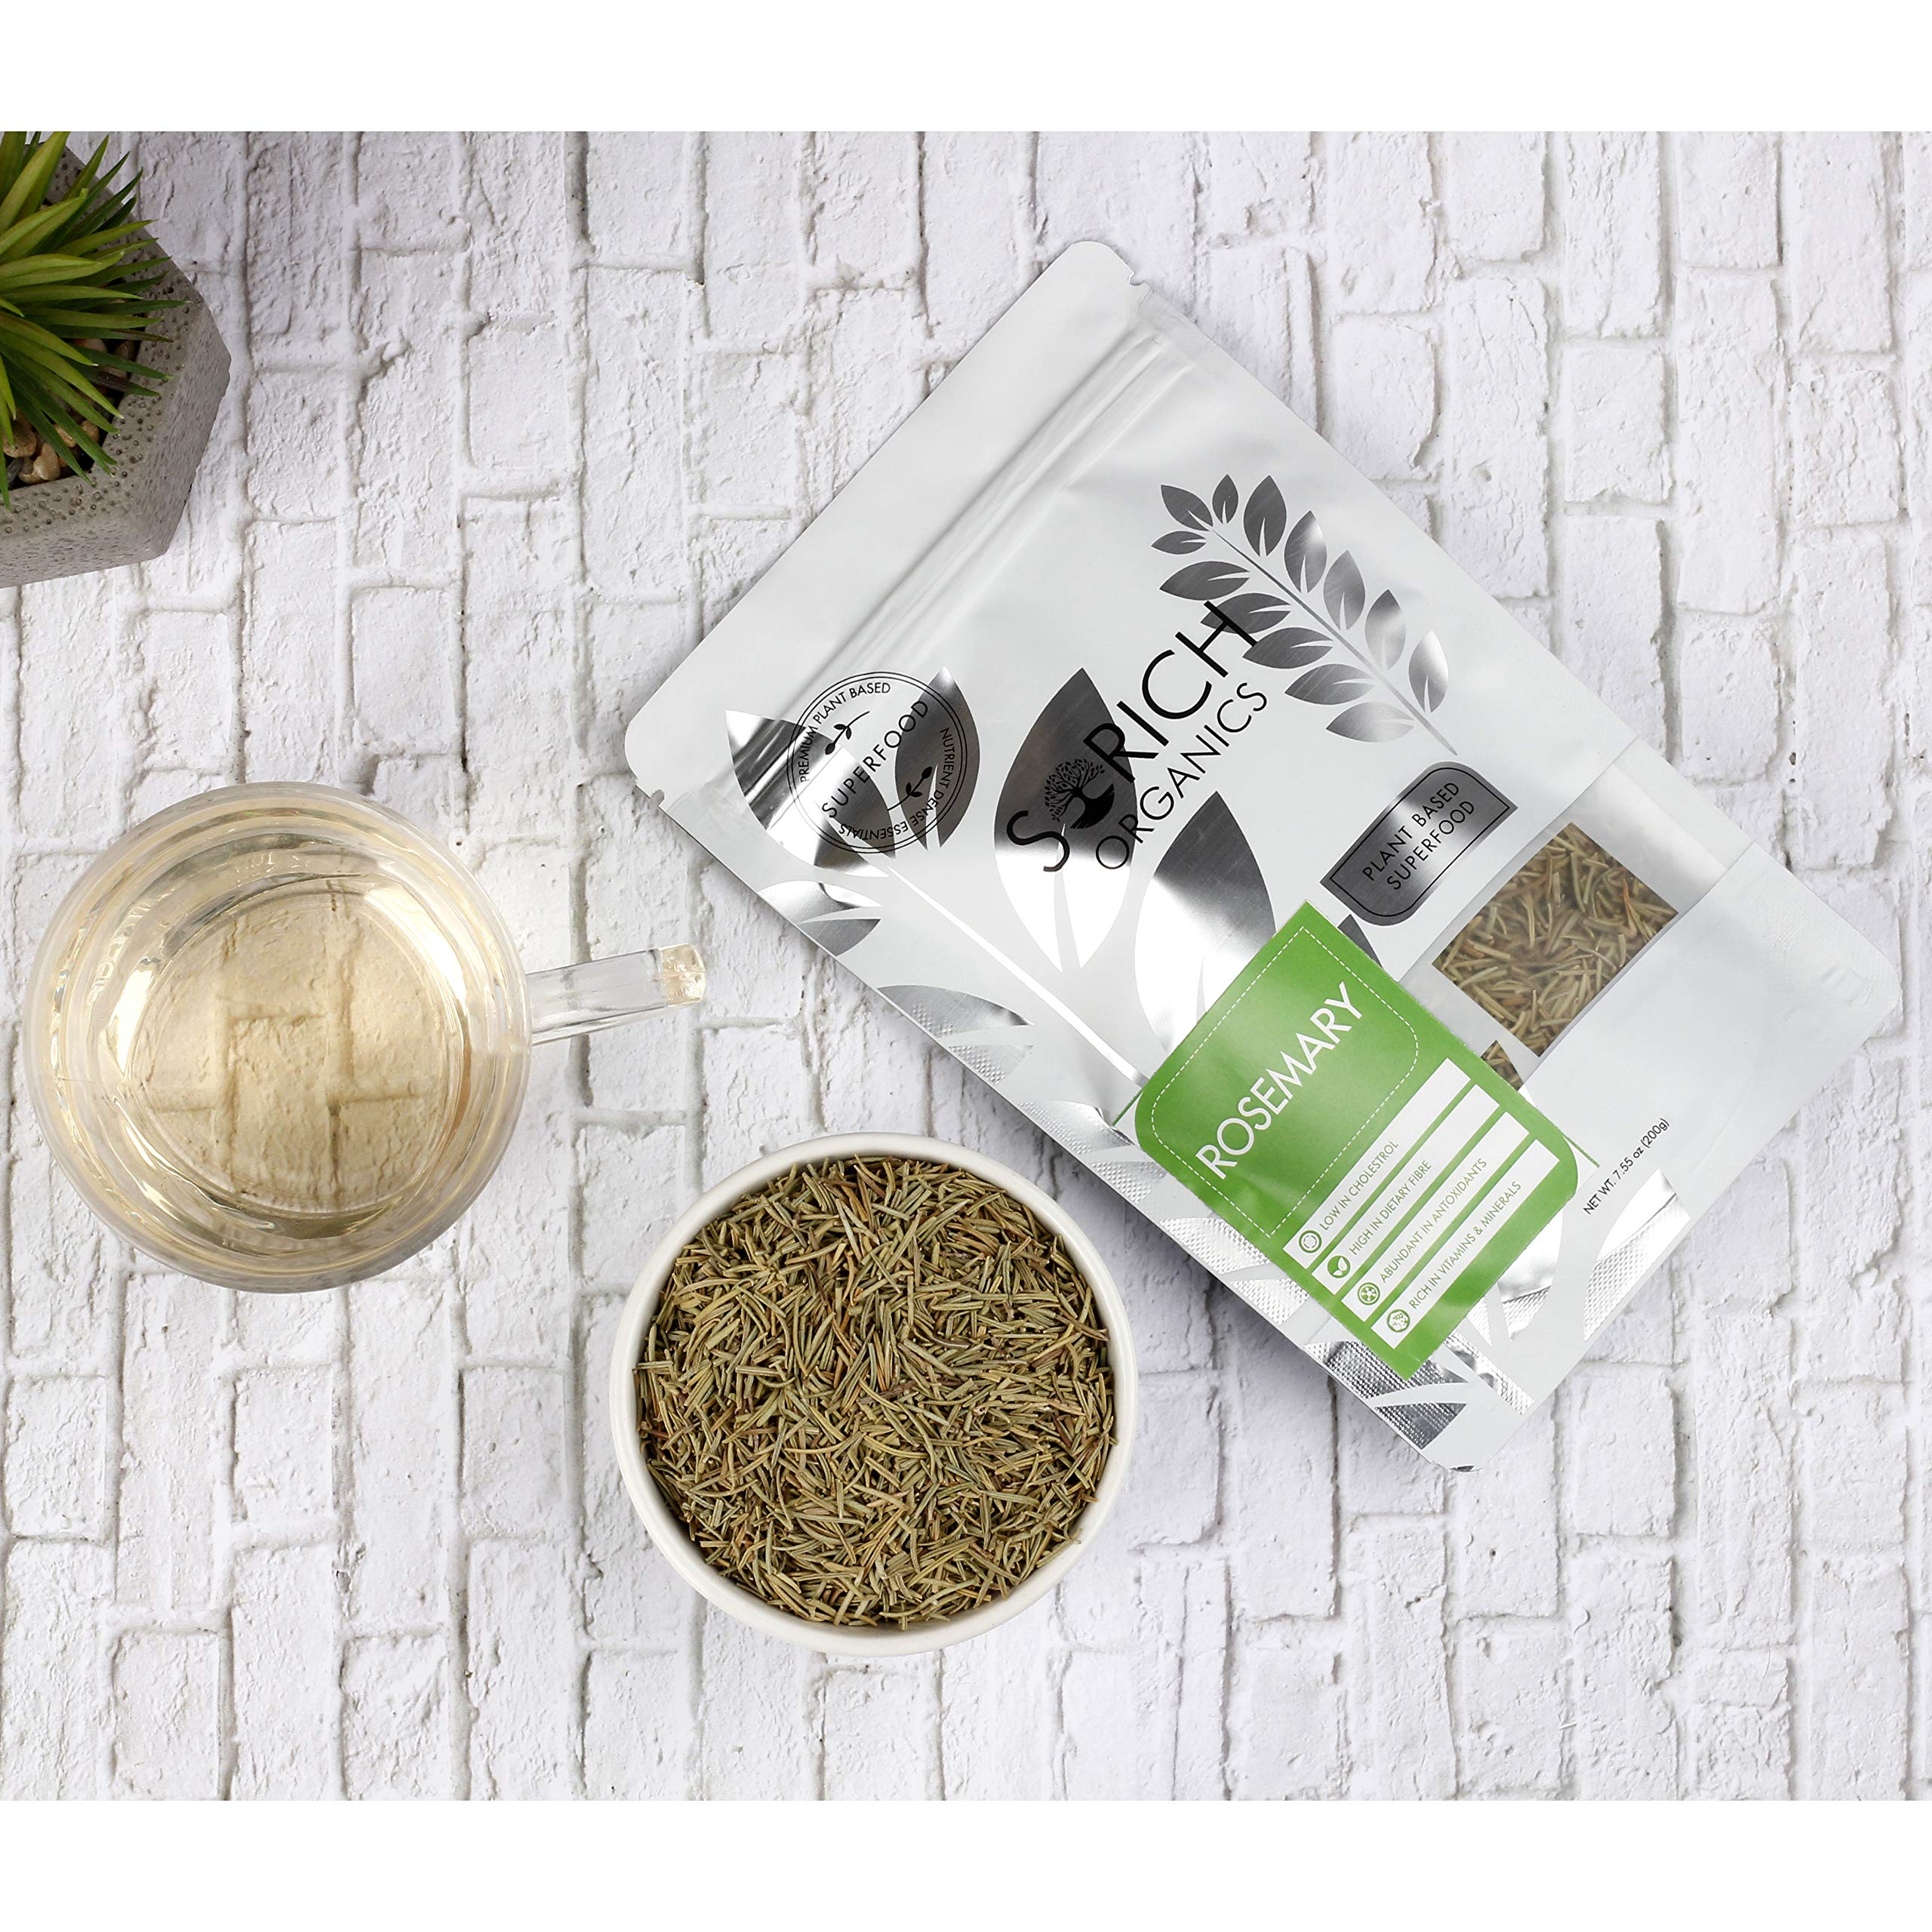 PREMIUM PLANT BASED
SUPERFOOD
NUTRIENT DENSE ESSENTIALS
SORICH
ORGANICS
PLANT BASED
SUPERFOOD
ROSEMARY
LOW IN CHOLESTROL
HIGH IN DIETARY FIBRE
ABUNDANT IN ANTOXIDANTS
RICH IN VITAMINS & MINERALS
NET WT. 7.55 oz (200g)